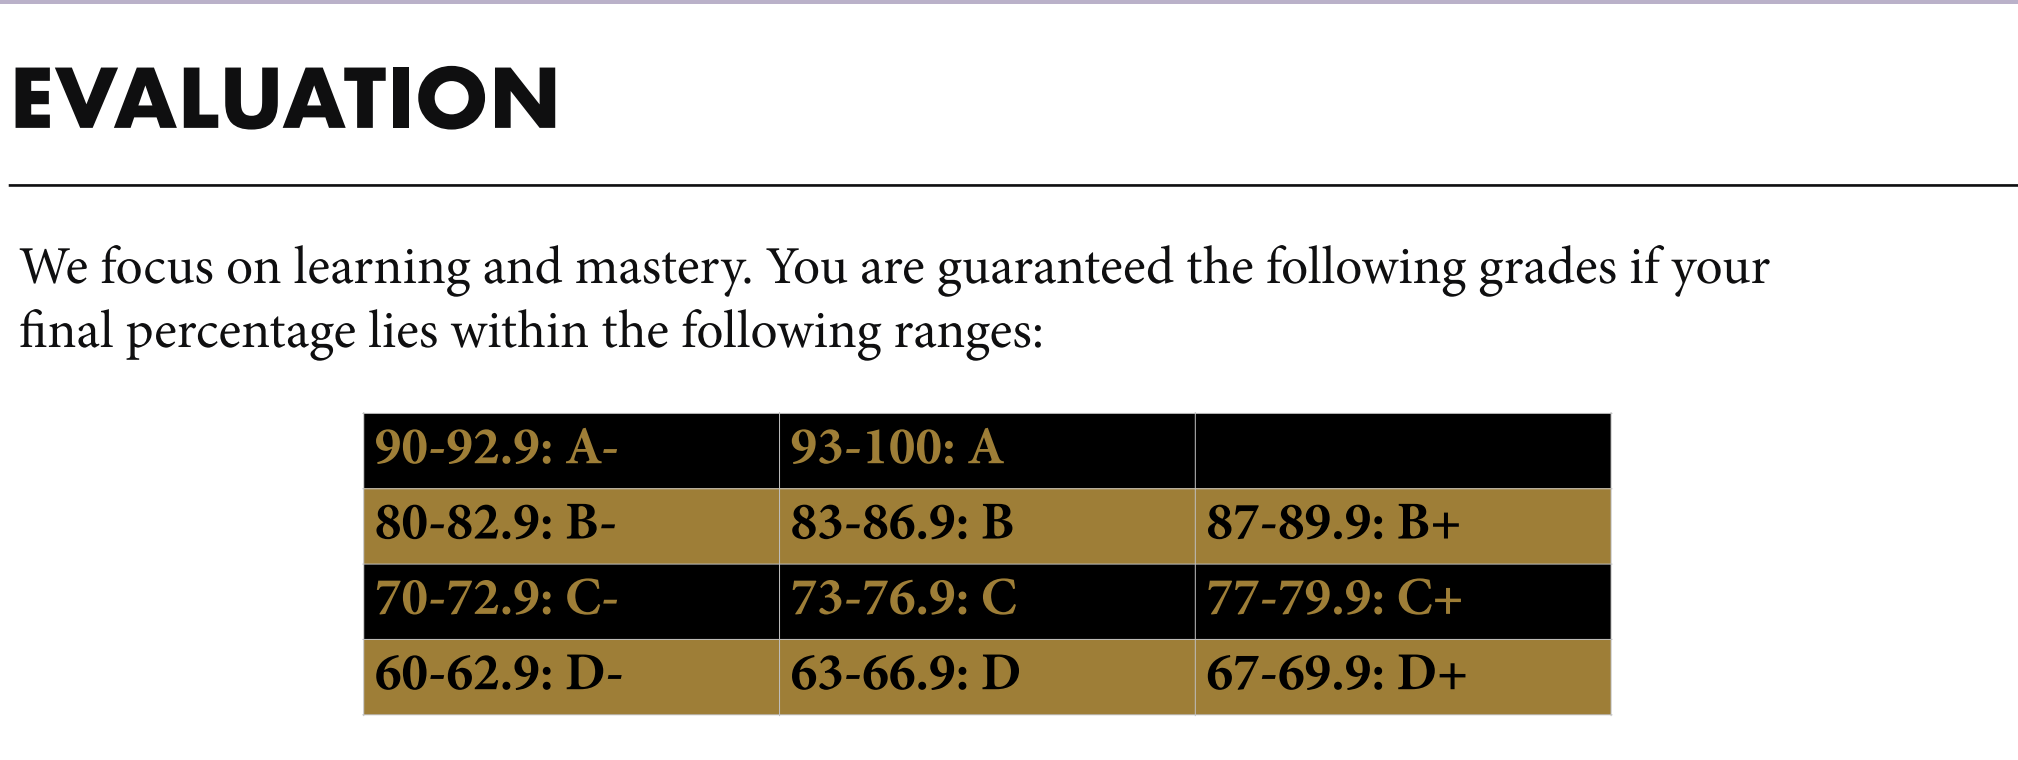 EVALUATION
We focus on learning and mastery. You are guaranteed the following grades if your
final percentage lies within the following ranges:
90-92.9: A- 93-100: A
80-82.9: B- 83-86.9: B 87-89.9: B+
70-72.9: C- 73-76.9: C 77-79.9: C+
60-62.9: D- 63-66.9: D 67-69.9: D+